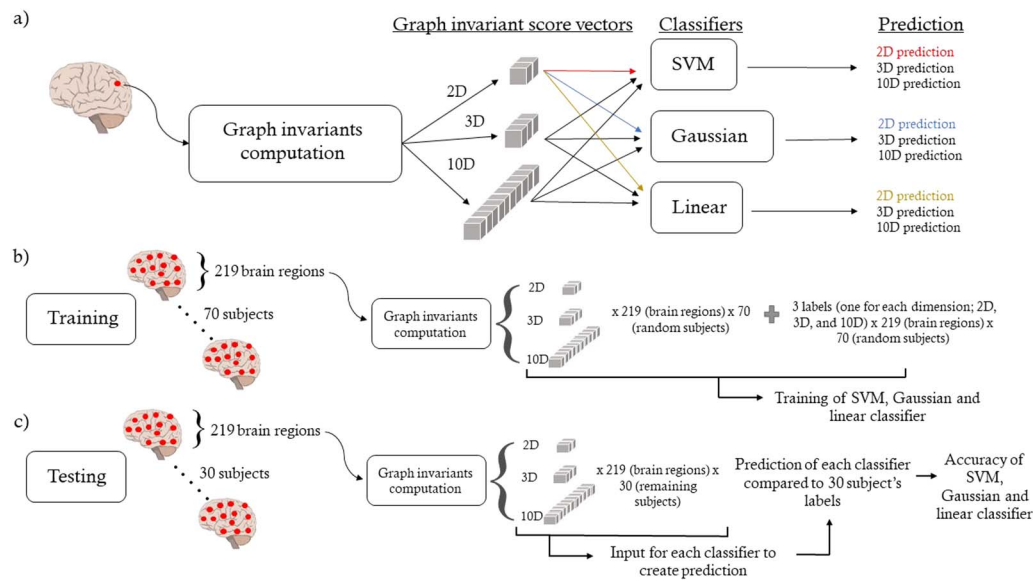 a)
Graph invariant score vectors
Classifiers
Prediction
Graph invariants
computation
2D
3D
10D
SVM
Gaussian
Linear
2D prediction
3D prediction
10D prediction
2D prediction
3D prediction
10D prediction
2D prediction
3D prediction
10D prediction
b)
Training
} 219 brain regions
70 subjects
Graph invariants
computation
{
2D
3D
10D
x 219 (brain regions) x 70
(random subjects)
+
3 labels (one for each dimension; 2D,
3D, and 10D) x 219 (brain regions) x
70 (random subjects)
Training of SVM, Gaussian and
linear classifier
c)
Testing
} 219 brain regions
30 subjects
Graph invariants
computation
{
2D
3D
10D
x 219 (brain regions) x
30 (remaining
subjects)
Input for each classifier to
create prediction
Prediction of each classifier
compared to 30 subject's
labels
Accuracy of
SVM,
Gaussian and
linear classifier